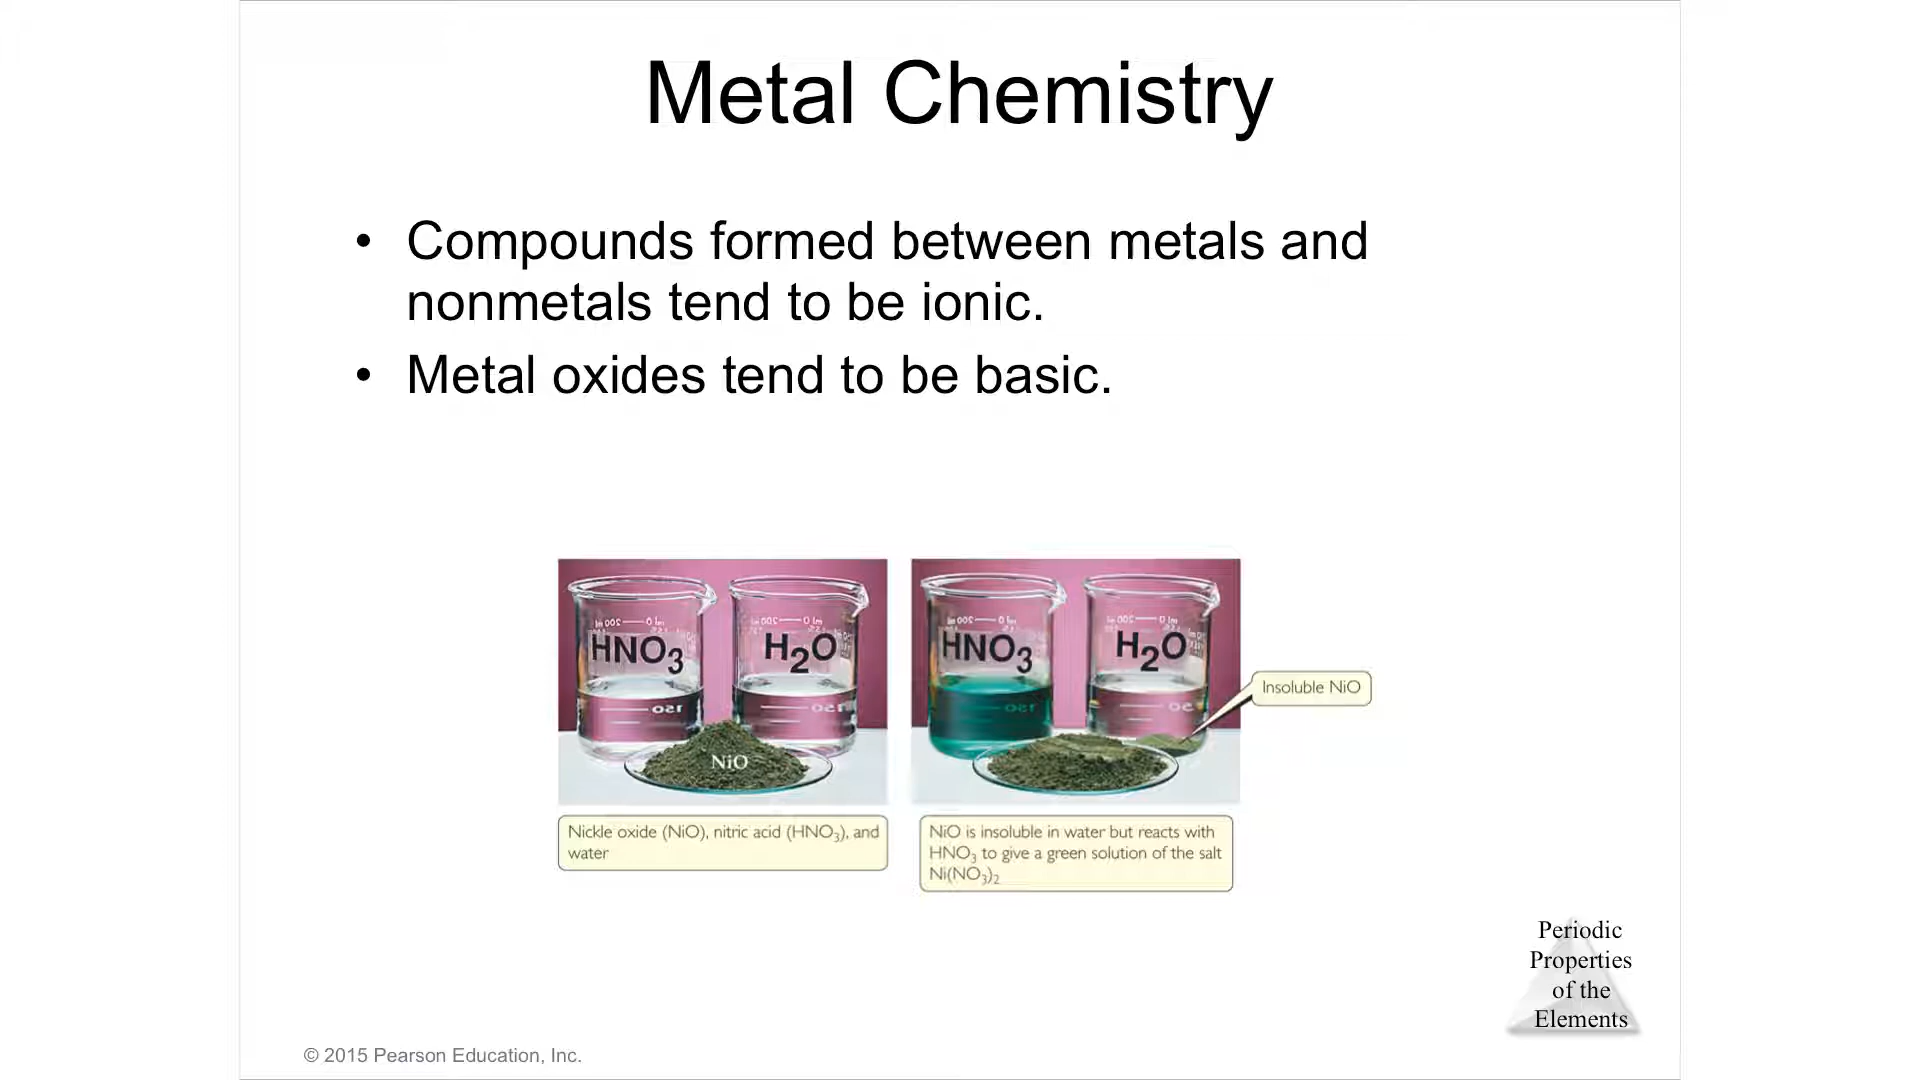 Metal Chemistry
• Compounds formed between metals and
nonmetals tend to be ionic.
• Metal oxides tend to be basic.
HNO₃
H₂O
NiO
HNO₃
H₂O
Insoluble NiO
Nickle oxide (NiO), nitric acid (HNO₃), and
water
NiO is insoluble in water but reacts with
HNO₃ to give a green solution of the salt
Ni(NO₃)₂
Periodic
Properties
of the
Elements
© 2015 Pearson Education, Inc.